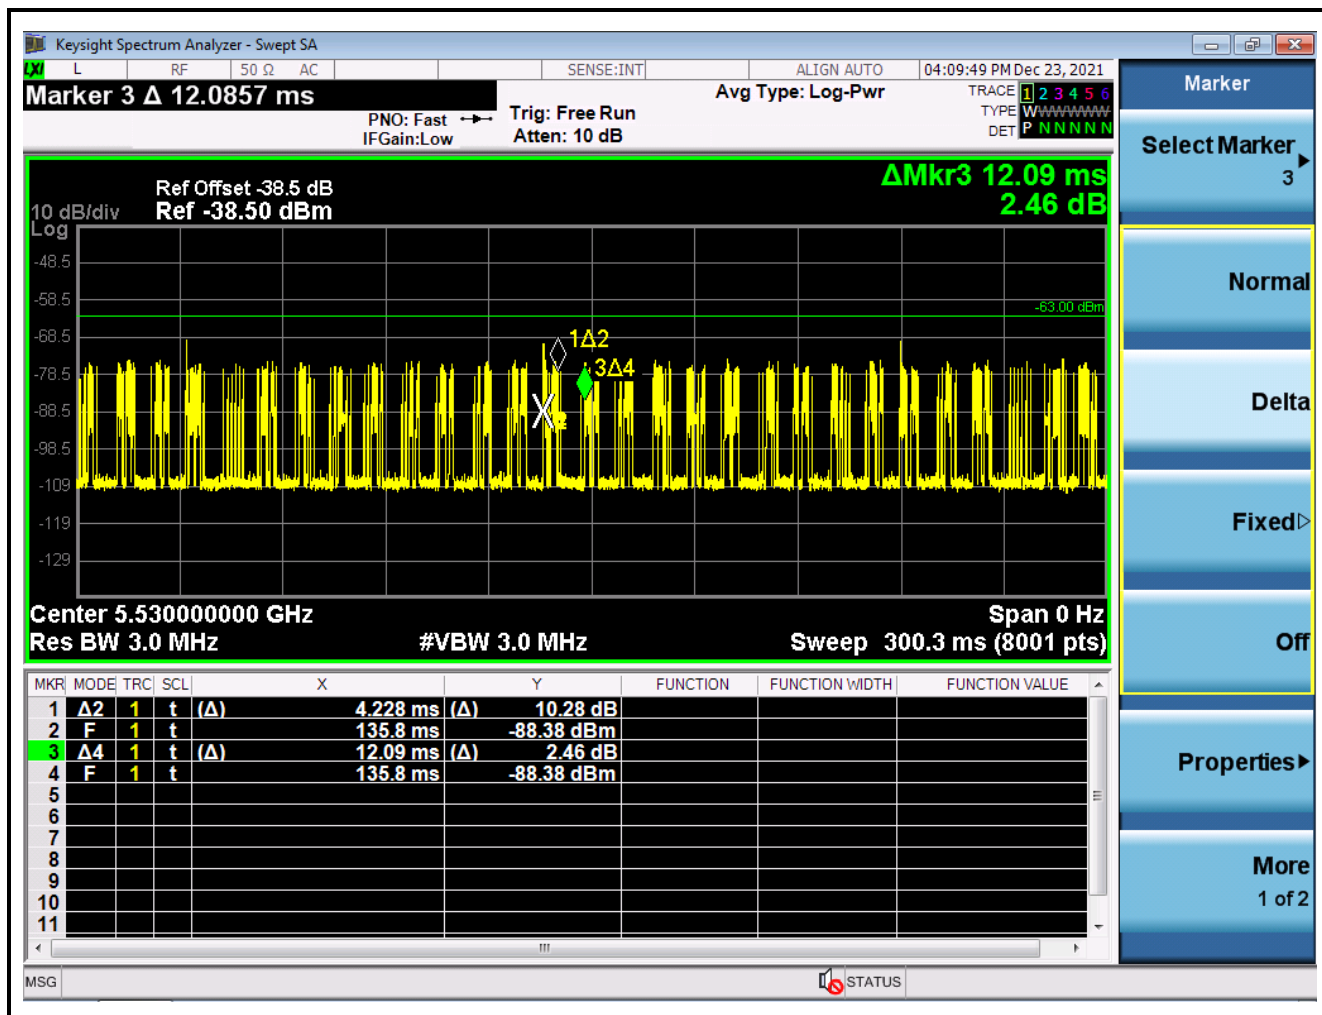 Keysight Spectrum Analyzer - Swept SA
LXI L RF 50 Ω AC SENSE:INT ALIGN AUTO 04:09:49 PM Dec 23, 2021
Marker 3 Δ 12.0857 ms
PNO: Fast
IFGain:Low
Trig: Free Run
Atten: 10 dB
Avg Type: Log-Pwr
TRACE 1 2 3 4 5 6
TYPE WWWWWW
DET P N N N N N
Ref Offset -38.5 dB
Ref -38.50 dBm
10 dB/div
Log
ΔMkr3 12.09 ms
2.46 dB
-48.5
-58.5
-63.00 dBm
-68.5
1Δ2
3Δ4
-78.5
-88.5
-98.5
-109
-119
-129
Center 5.530000000 GHz
Span 0 Hz
Res BW 3.0 MHz
#VBW 3.0 MHz
Sweep 300.3 ms (8001 pts)
MKR MODE TRC SCL X Y FUNCTION FUNCTION WIDTH FUNCTION VALUE
1 Δ2 1 t (Δ) 4.228 ms (Δ) 10.28 dB
2 F 1 t 135.8 ms -88.38 dBm
3 Δ4 1 t (Δ) 12.09 ms (Δ) 2.46 dB
4 F 1 t 135.8 ms -88.38 dBm
5
6
7
8
9
10
11
MSG
STATUS
Marker
Select Marker
3
Normal
Delta
Fixed
Off
Properties
More
1 of 2